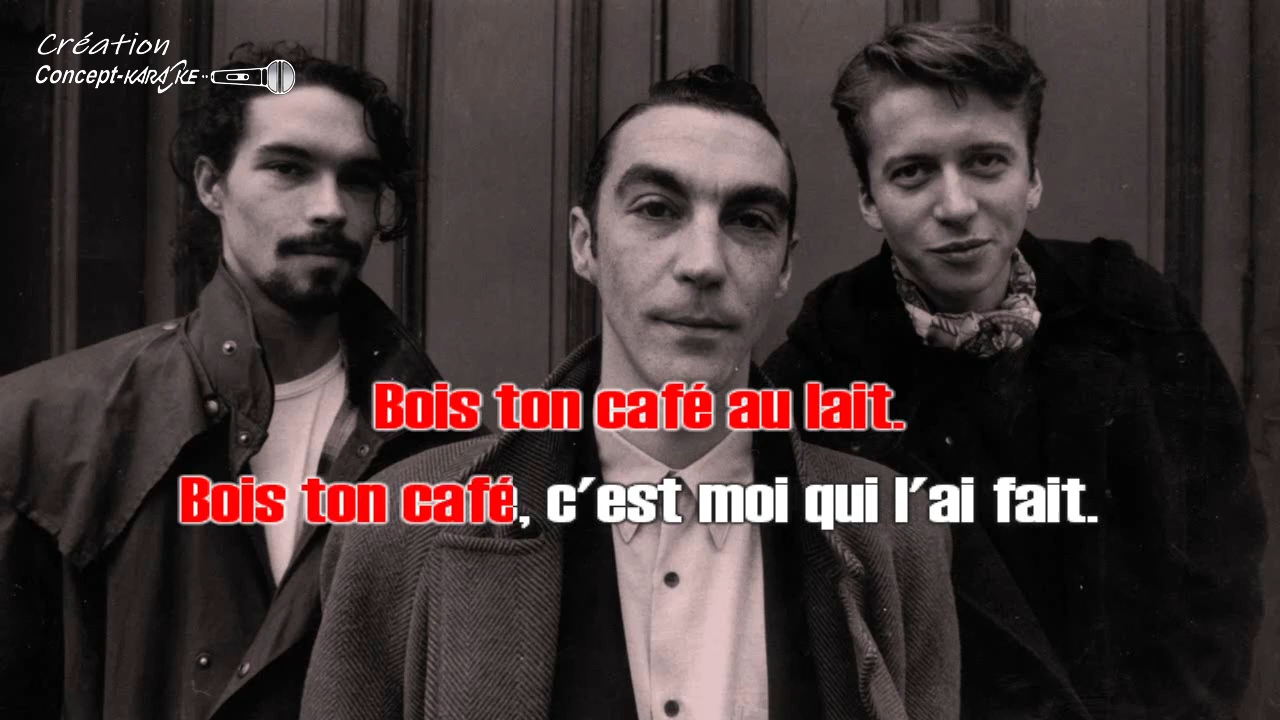 Création
Concept-KARAOKE
Bois ton café au lait.
Bois ton café, c'est moi qui l'ai fait.